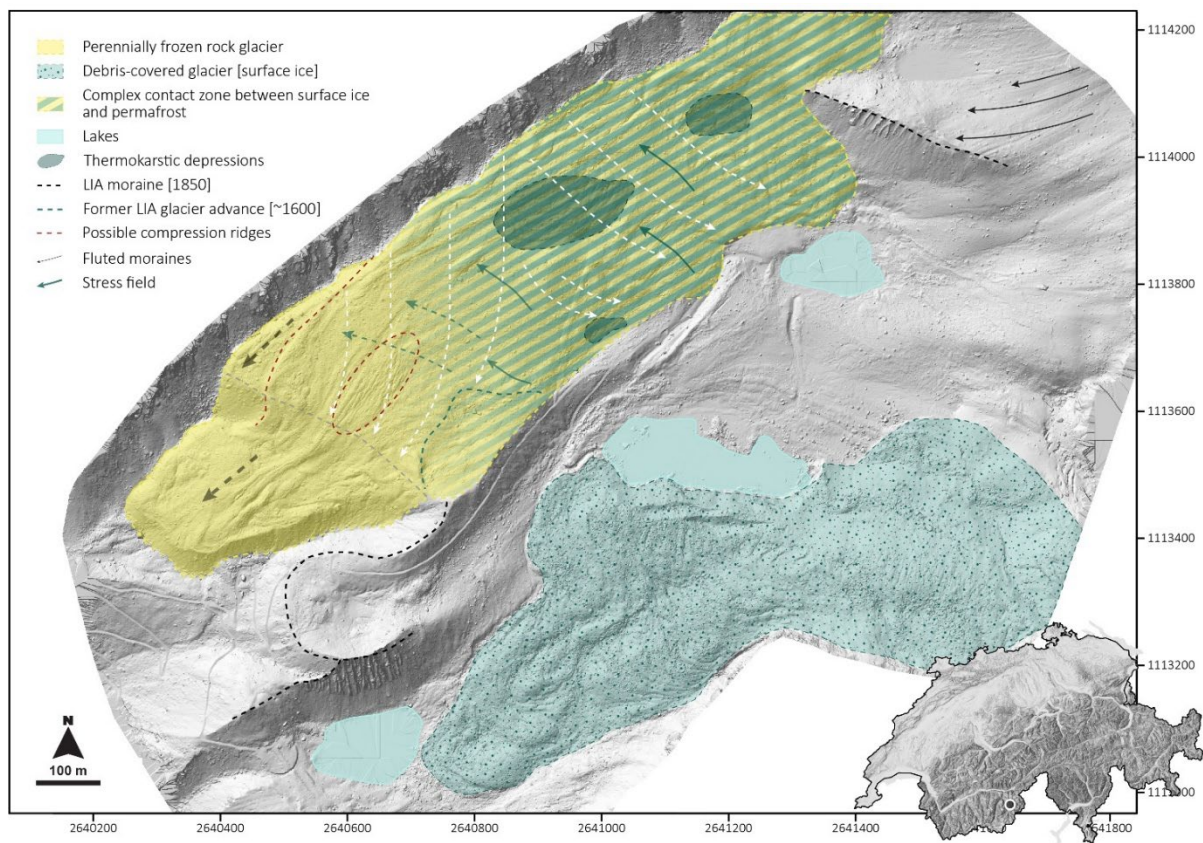 Perennially frozen rock glacier
Debris-covered glacier [surface ice]
Complex contact zone between surface ice
and permafrost
Lakes
Thermokarstic depressions
LIA moraine [1850]
Former LIA glacier advance [~1600]
Possible compression ridges
Fluted moraines
Stress field
1114200
1114000
1113800
1113600
1113400
1113200
N
100 m
2640200
2640400
2640600
2640800
2641000
2641200
2641400